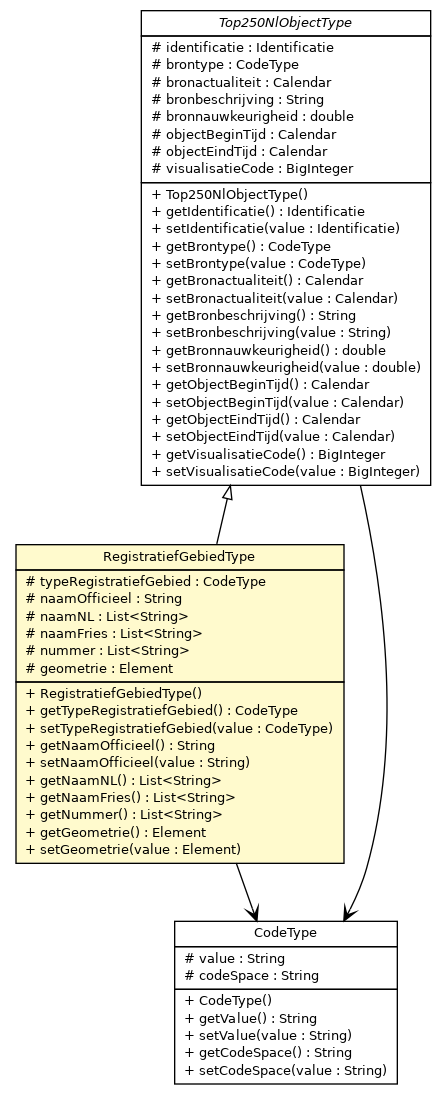 Top250NlObjectType
# identificatie : Identificatie
# brontype : CodeType
# bronactualiteit : Calendar
# bronbeschrijving : String
# bronnauwkeurigheid : double
# objectBeginTijd : Calendar
# objectEindTijd : Calendar
# visualisatieCode : BigInteger
+ Top250NlObjectType()
+ getIdentificatie() : Identificatie
+ setIdentificatie(value : Identificatie)
+ getBrontype() : CodeType
+ setBrontype(value : CodeType)
+ getBronactualiteit() : Calendar
+ setBronactualiteit(value : Calendar)
+ getBronbeschrijving() : String
+ setBronbeschrijving(value : String)
+ getBronnauwkeurigheid() : double
+ setBronnauwkeurigheid(value : double)
+ getObjectBeginTijd() : Calendar
+ setObjectBeginTijd(value : Calendar)
+ getObjectEindTijd() : Calendar
+ setObjectEindTijd(value : Calendar)
+ getVisualisatieCode() : BigInteger
+ setVisualisatieCode(value : BigInteger)
RegistratiefGebiedType
# typeRegistratiefGebied : CodeType
# naamOfficieel : String
# naamNL : List<String>
# naamFries : List<String>
# nummer : List<String>
# geometrie : Element
+ RegistratiefGebiedType()
+ getTypeRegistratiefGebied() : CodeType
+ setTypeRegistratiefGebied(value : CodeType)
+ getNaamOfficieel() : String
+ setNaamOfficieel(value : String)
+ getNaamNL() : List<String>
+ getNaamFries() : List<String>
+ getNummer() : List<String>
+ getGeometrie() : Element
+ setGeometrie(value : Element)
CodeType
# value : String
# codeSpace : String
+ CodeType()
+ getValue() : String
+ setValue(value : String)
+ getCodeSpace() : String
+ setCodeSpace(value : String)